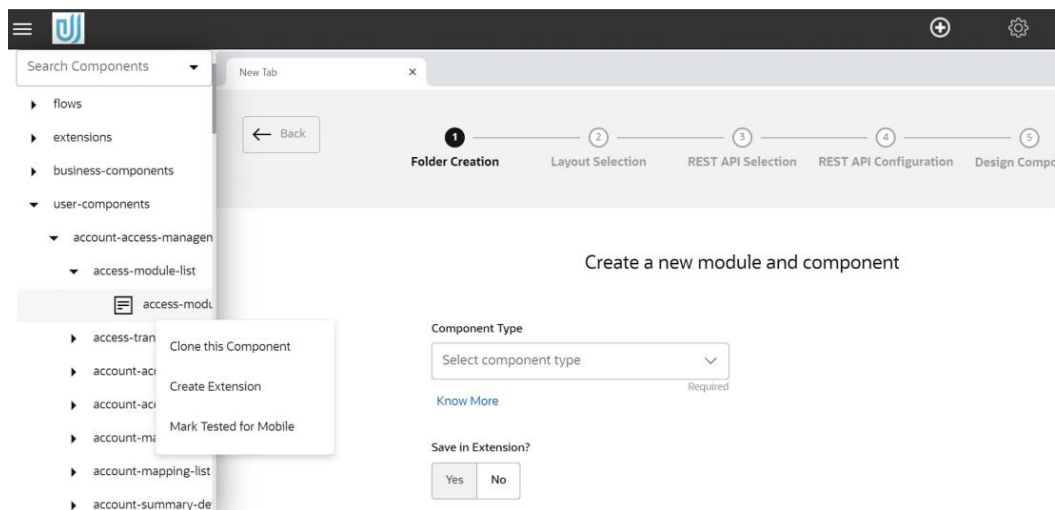 Search Components
New Tab
flows
Back
1
2
3
4
5
extensions
Folder Creation
Layout Selection
REST API Selection
REST API Configuration
Design Compo
business-components
user-components
account-access-managem
access-module-list
Create a new module and component
access-modu
Component Type
access-tran
Clone this Component
Select component type
account-acc
Create Extension
Required
Know More
account-acc
Mark Tested for Mobile
account-ma
Save in Extension?
account-mapping-list
Yes
No
account-summary-de